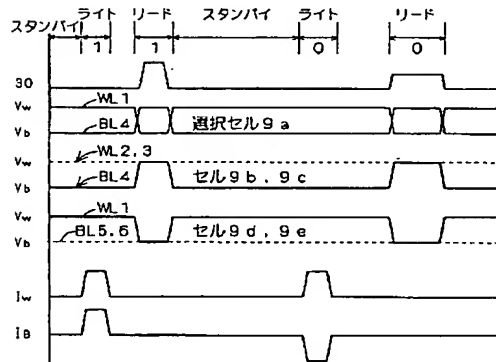 スタンバイ ライト リード スタンバイ ライト リード
1 1 0 0
30
Vw WL1
Vb BL4 選択セル9a
Vw WL2,3
Vb BL4 セル9b,9c
Vw WL1
Vb BL5,6 セル9d,9e
Iw
IB